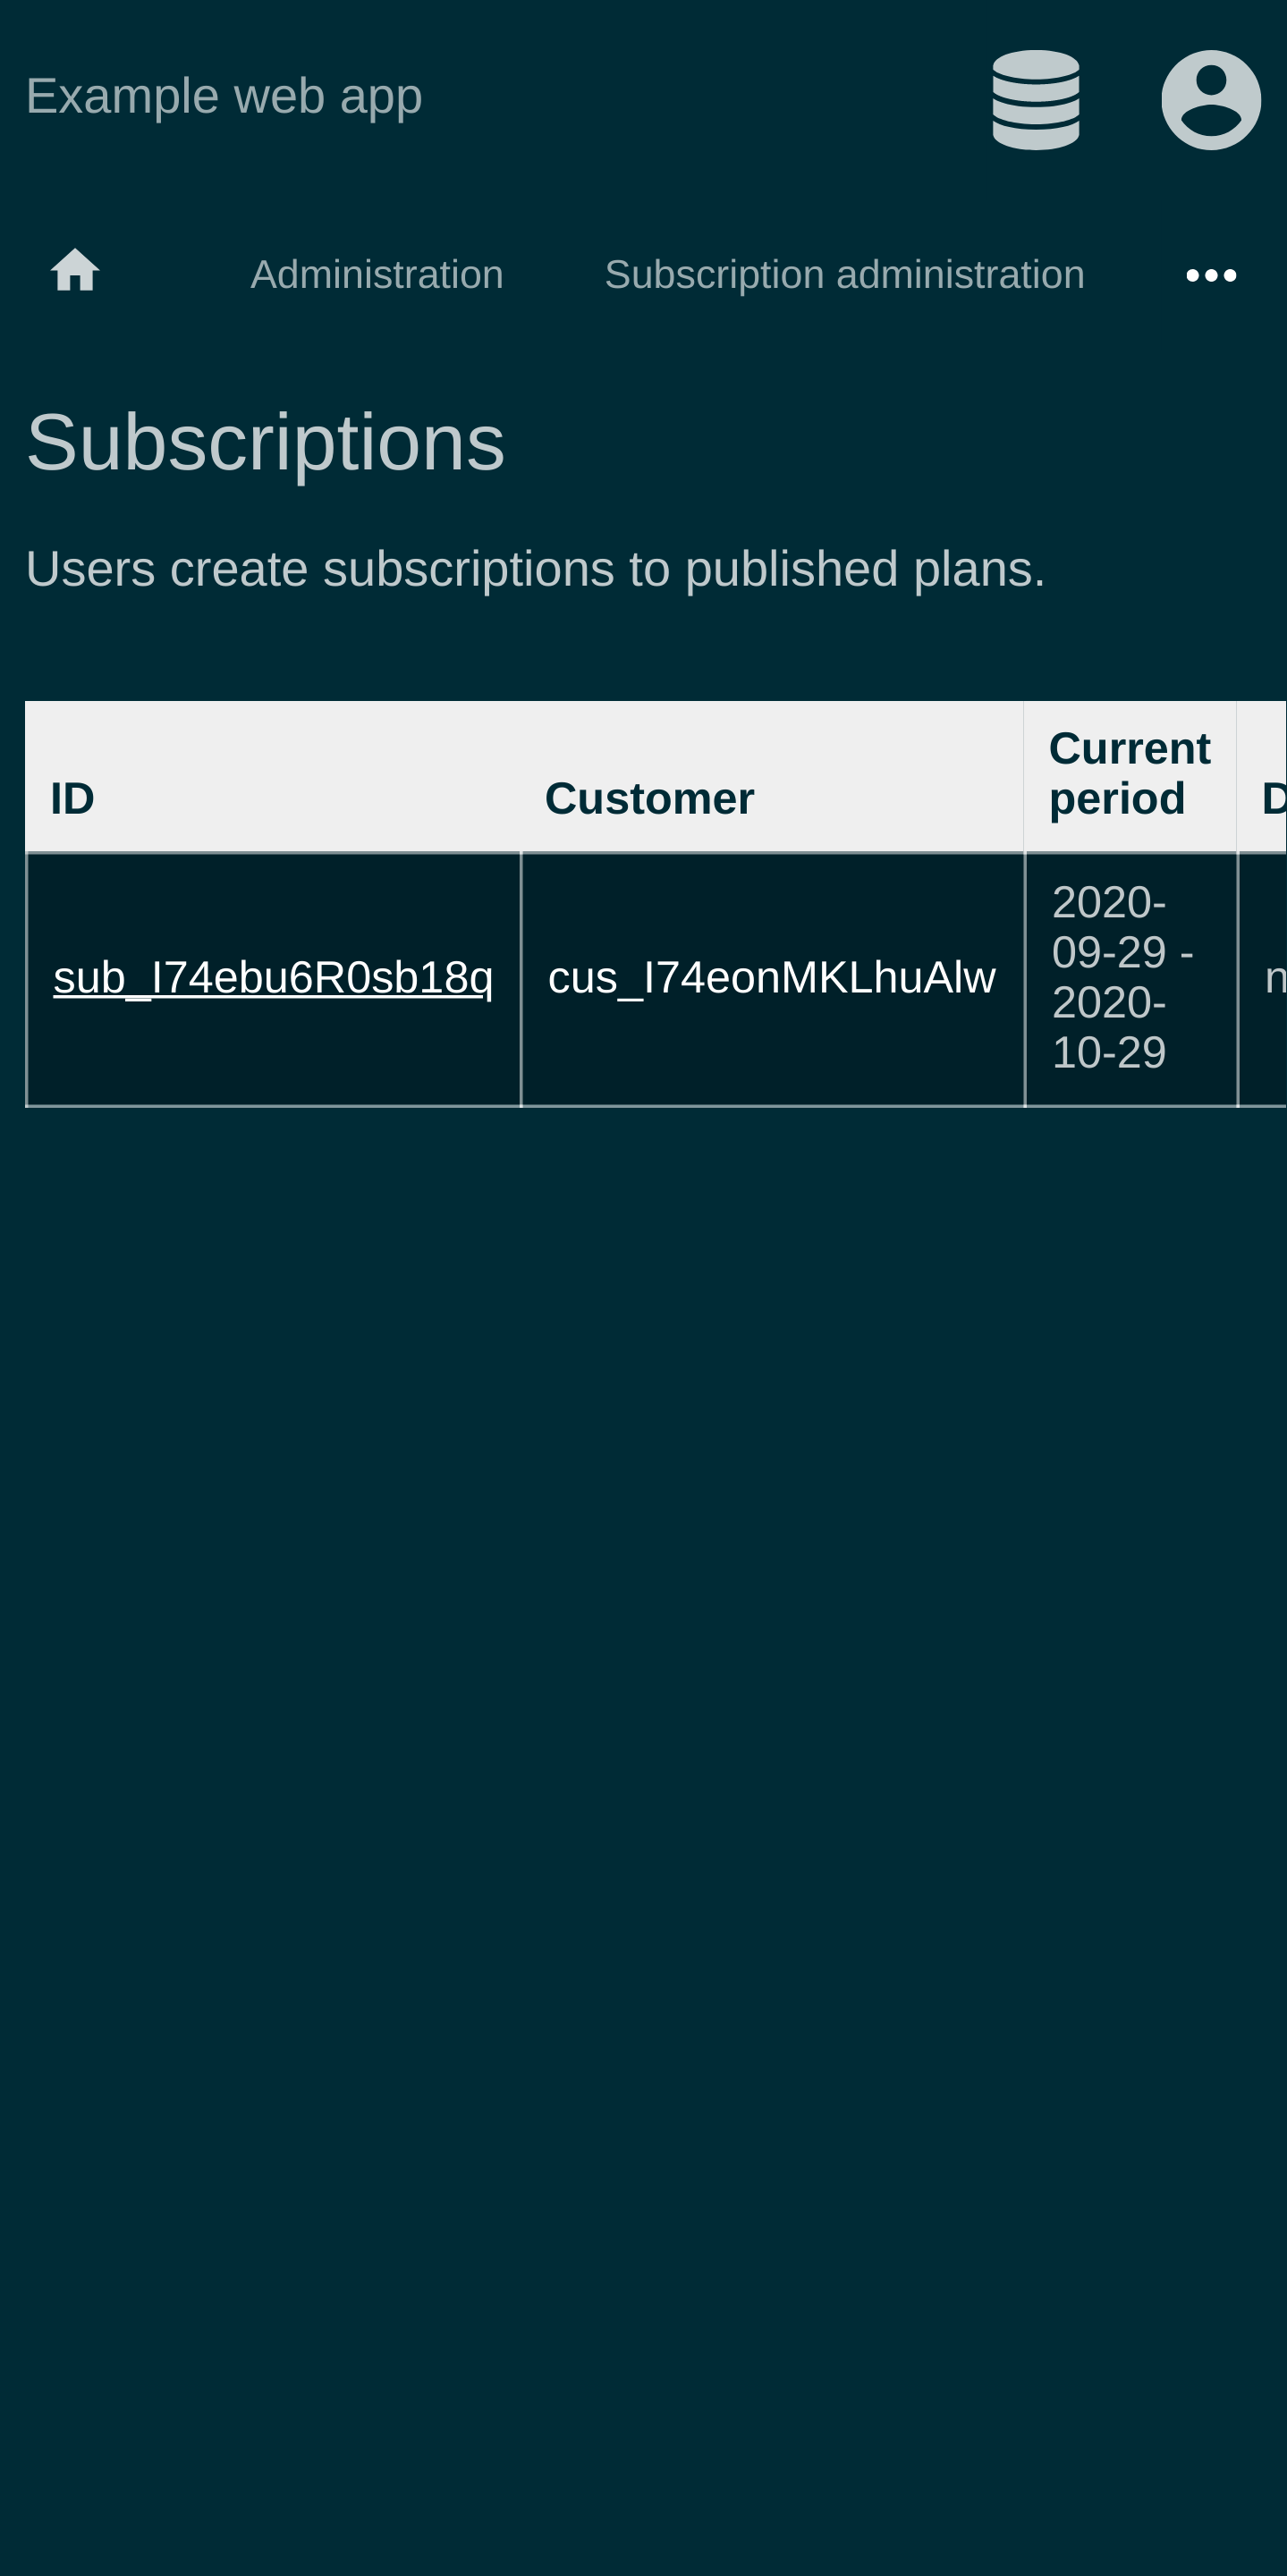 Example web app
Administration Subscription administration
Subscriptions
Users create subscriptions to published plans.
ID Customer Current period
sub_I74ebu6R0sb18q cus_I74eonMKLhuAlw 2020-
09-29 -
2020-
10-29